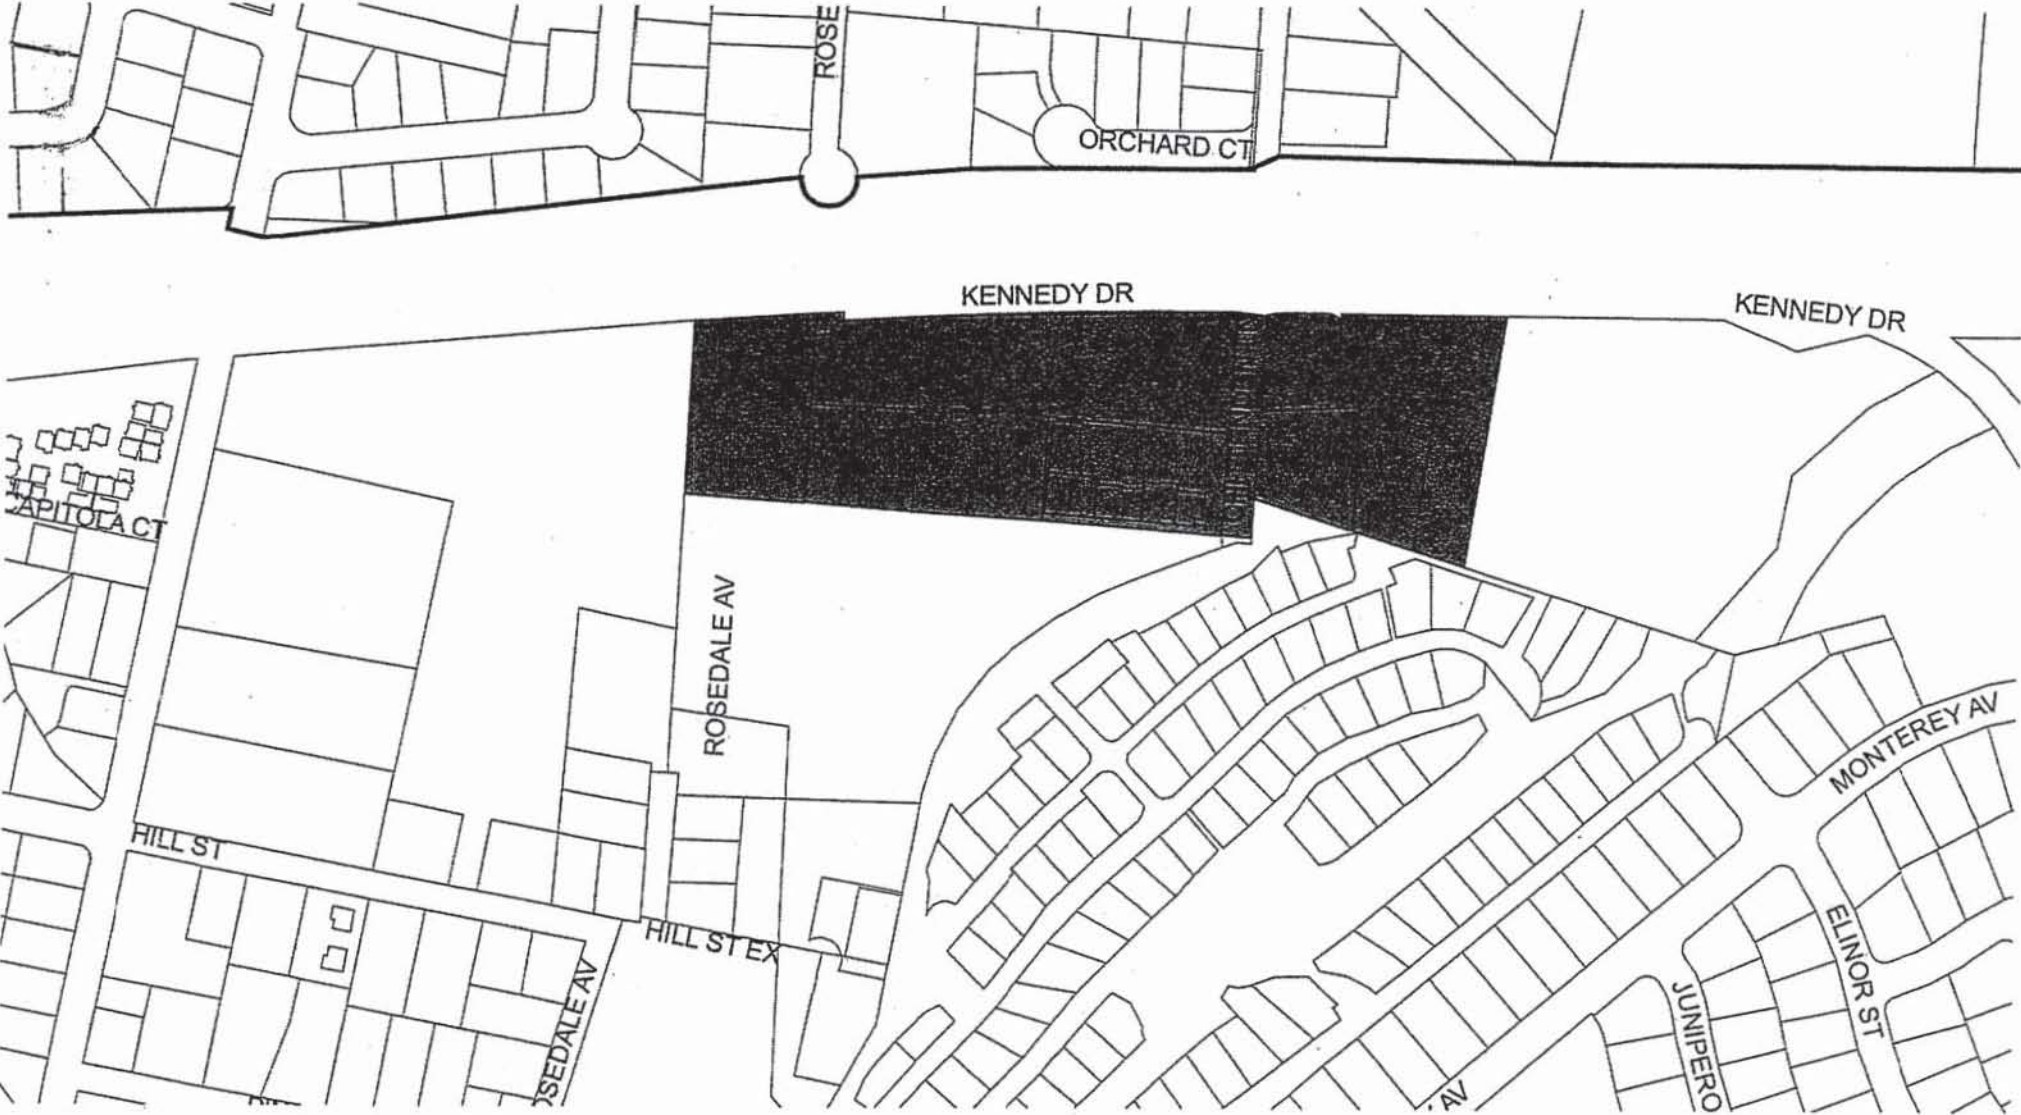 ROSE
ORCHARD CT
KENNEDY DR
KENNEDY DR
CAPITOLA CT
ROSEDALE AV
MONTEREY AV
HILL ST
HILL ST EX
ELINOR ST
OSEDALE AV
JUNIPERO
AV